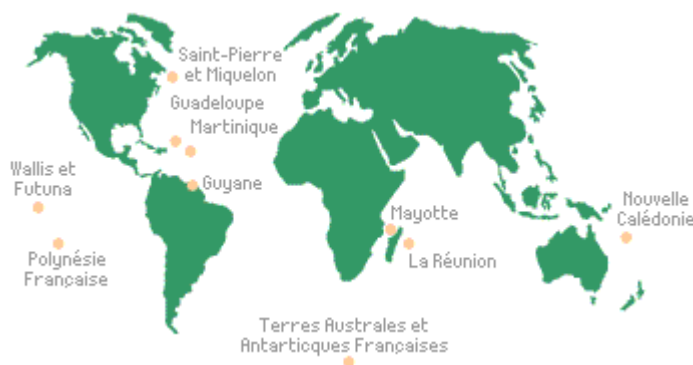 Saint-Pierre
et Miquelon
Guadeloupe
Martinique
Wallis et
Futuna
Guyane
Polynésie
Française
Mayotte
La Réunion
Nouvelle
Calédonie
Terres Australes et
Antarticques Françaises